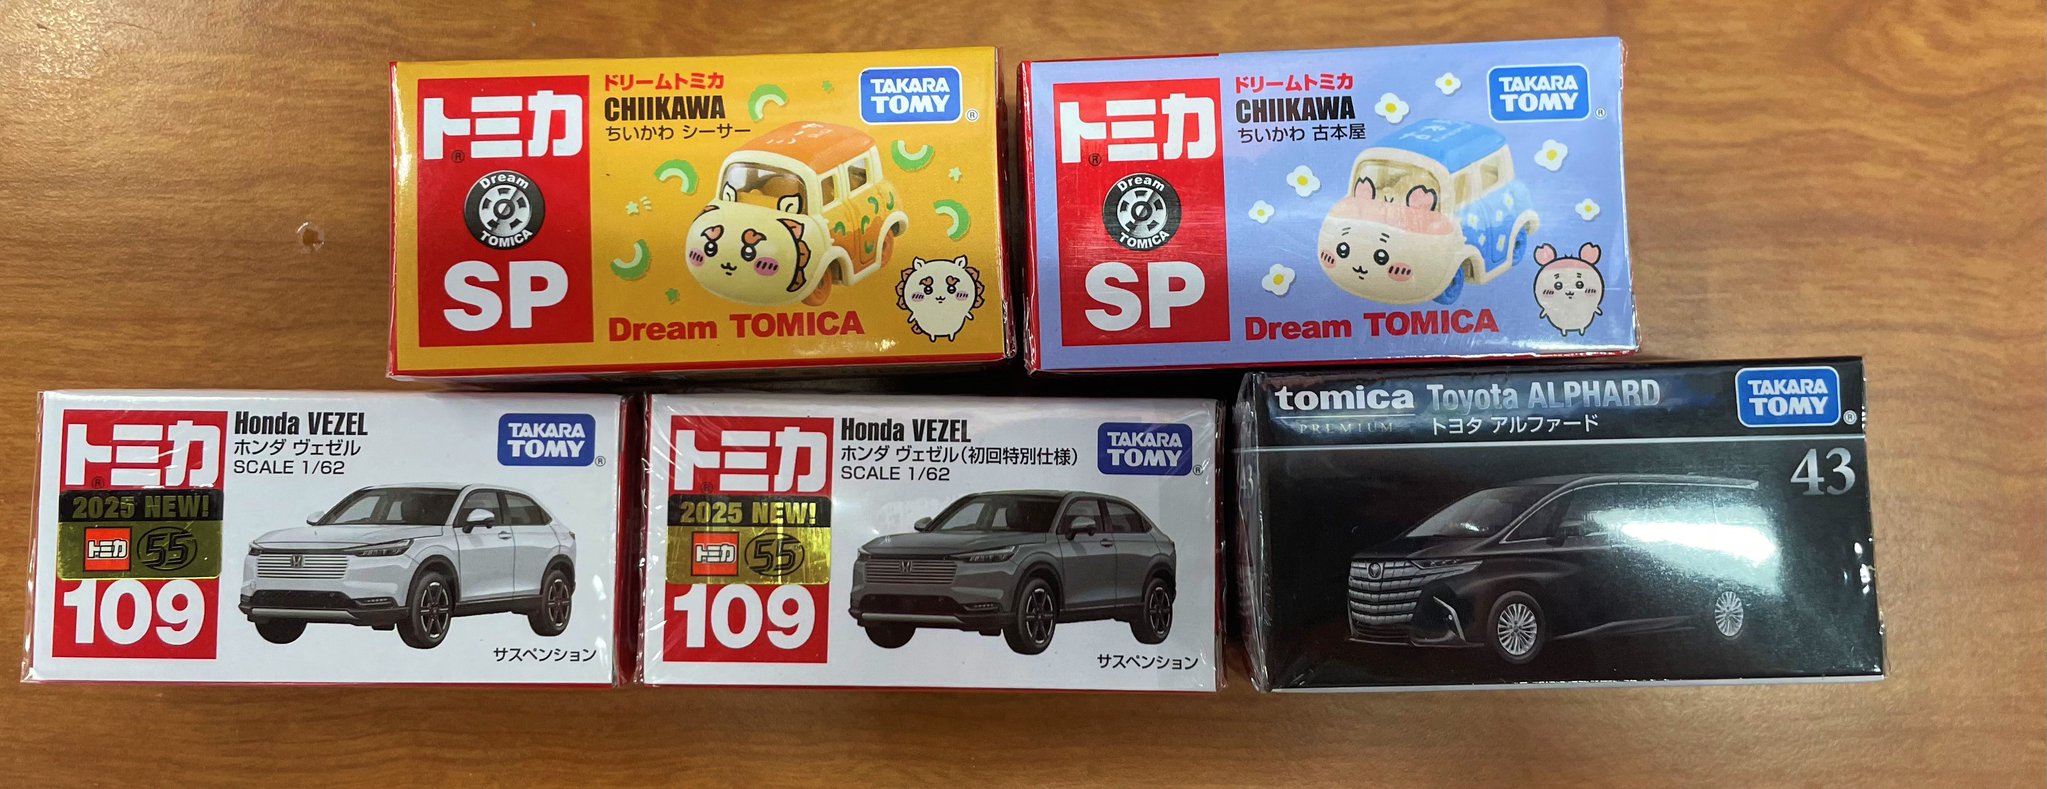 トミカ
Dream
TOMICA
SP
ドリームトミカ
CHIIKAWA
ちいかわ シーサー
TAKARA
TOMY
®
Dream TOMICA
トミカ
Dream
TOMICA
SP
ドリームトミカ
CHIIKAWA
ちいかわ 古本屋
TAKARA
TOMY
®
Dream TOMICA
トミカ
2025 NEW!
トミカ 55
109
Honda VEZEL
ホンダ ヴェゼル
SCALE 1/62
TAKARA
TOMY
®
サスペンション
トミカ
2025 NEW!
トミカ 55
109
Honda VEZEL
ホンダ ヴェゼル(初回特別仕様)
SCALE 1/62
TAKARA
TOMY
®
サスペンション
tomica Toyota ALPHARD
PREMIUM トヨタ アルファード
TAKARA
TOMY
®
43